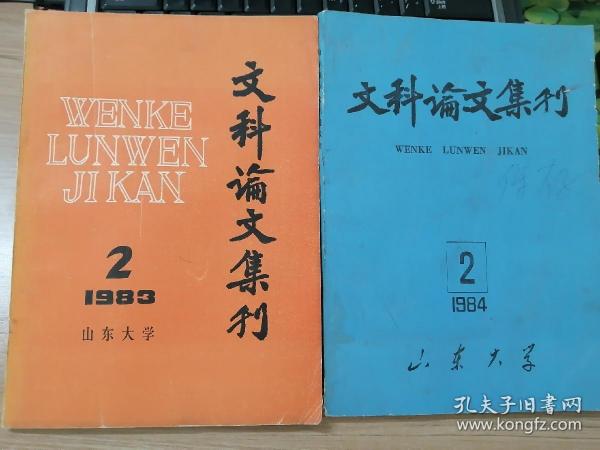 WENKE
LUNWEN
JI KAN
文科论文集刊
2
1983
山东大学
文科论文集刊
WENKE LUNWEN JIKAN
2
1984
山东大学
孔夫子旧书网
www.kongfz.com